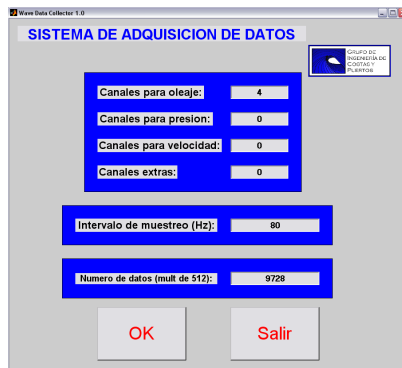 Wave Data Collector 1.0
SISTEMA DE ADQUISICION DE DATOS
GRUPO DE
INGENIERÍA DE
COSTAS Y
PUERTOS
Canales para oleaje: 4
Canales para presion: 0
Canales para velocidad: 0
Canales extras: 0
Intervalo de muestreo (Hz): 80
Numero de datos (mult de 512): 9728
OK Salir